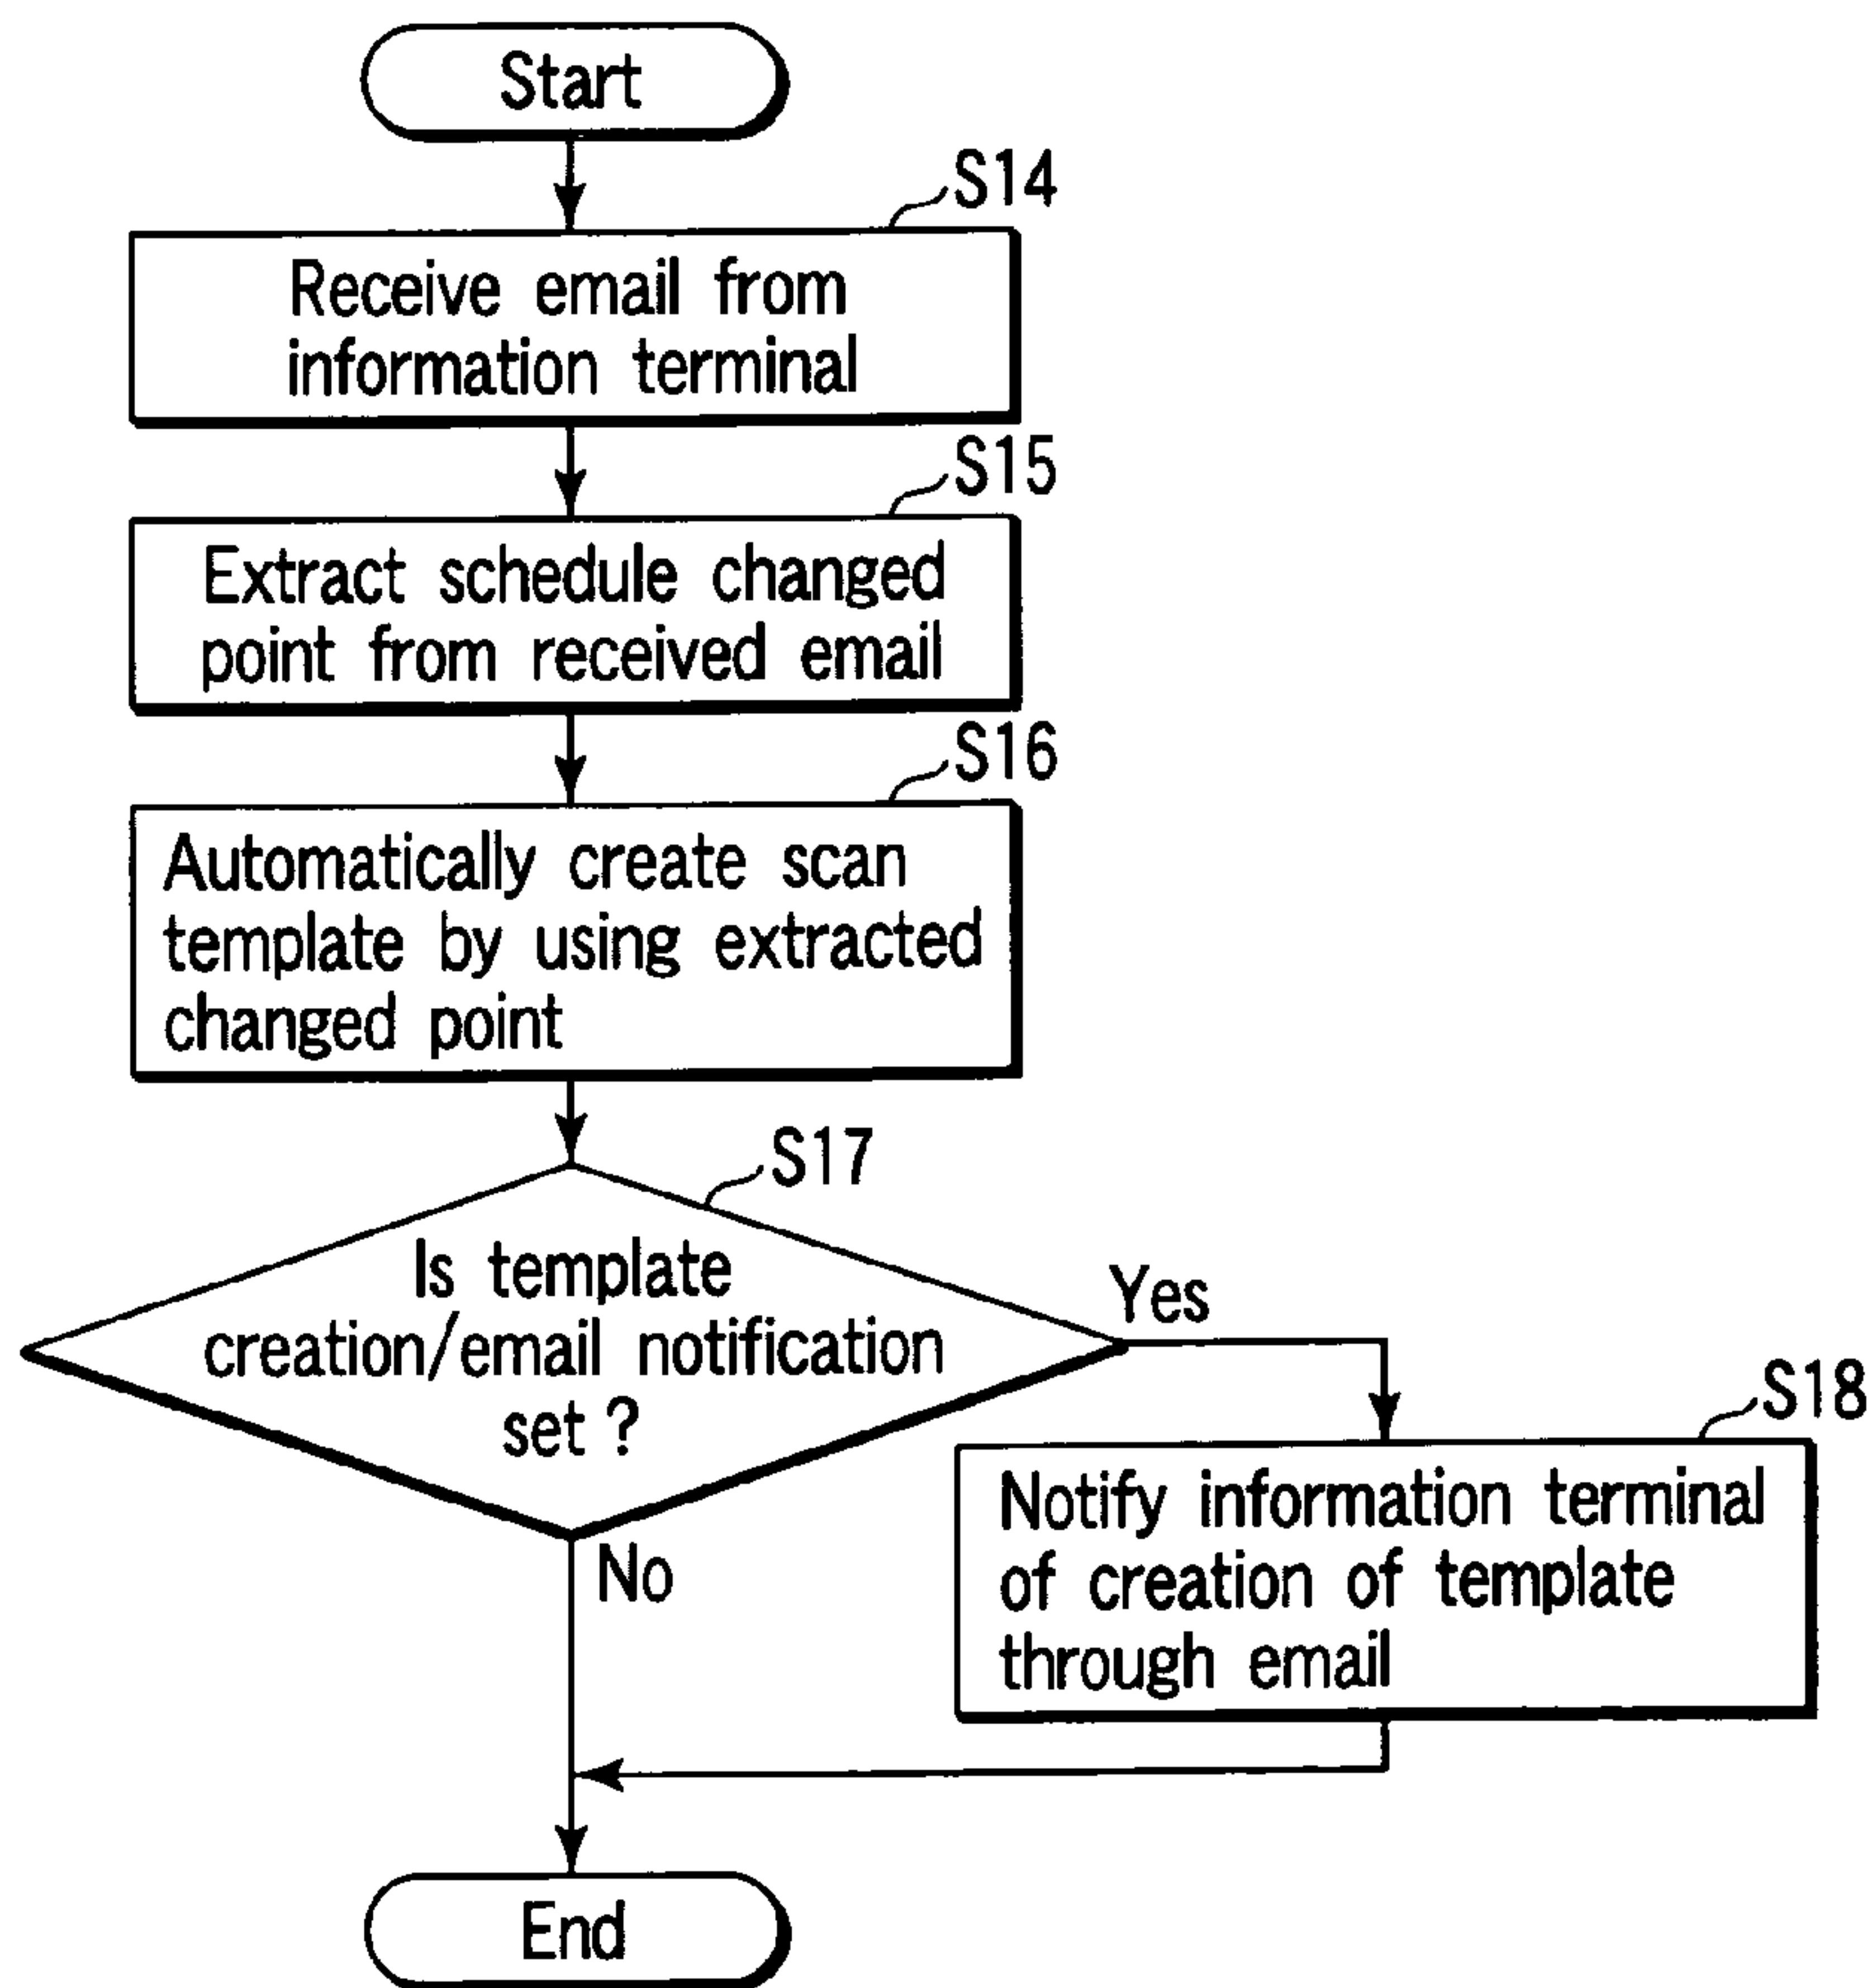 Start
S14
Receive email from
information terminal
S15
Extract schedule changed
point from received email
S16
Automatically create scan
template by using extracted
changed point
S17
Is template
creation/email notification
set ?
Yes
S18
Notify information terminal
of creation of template
through email
No
End